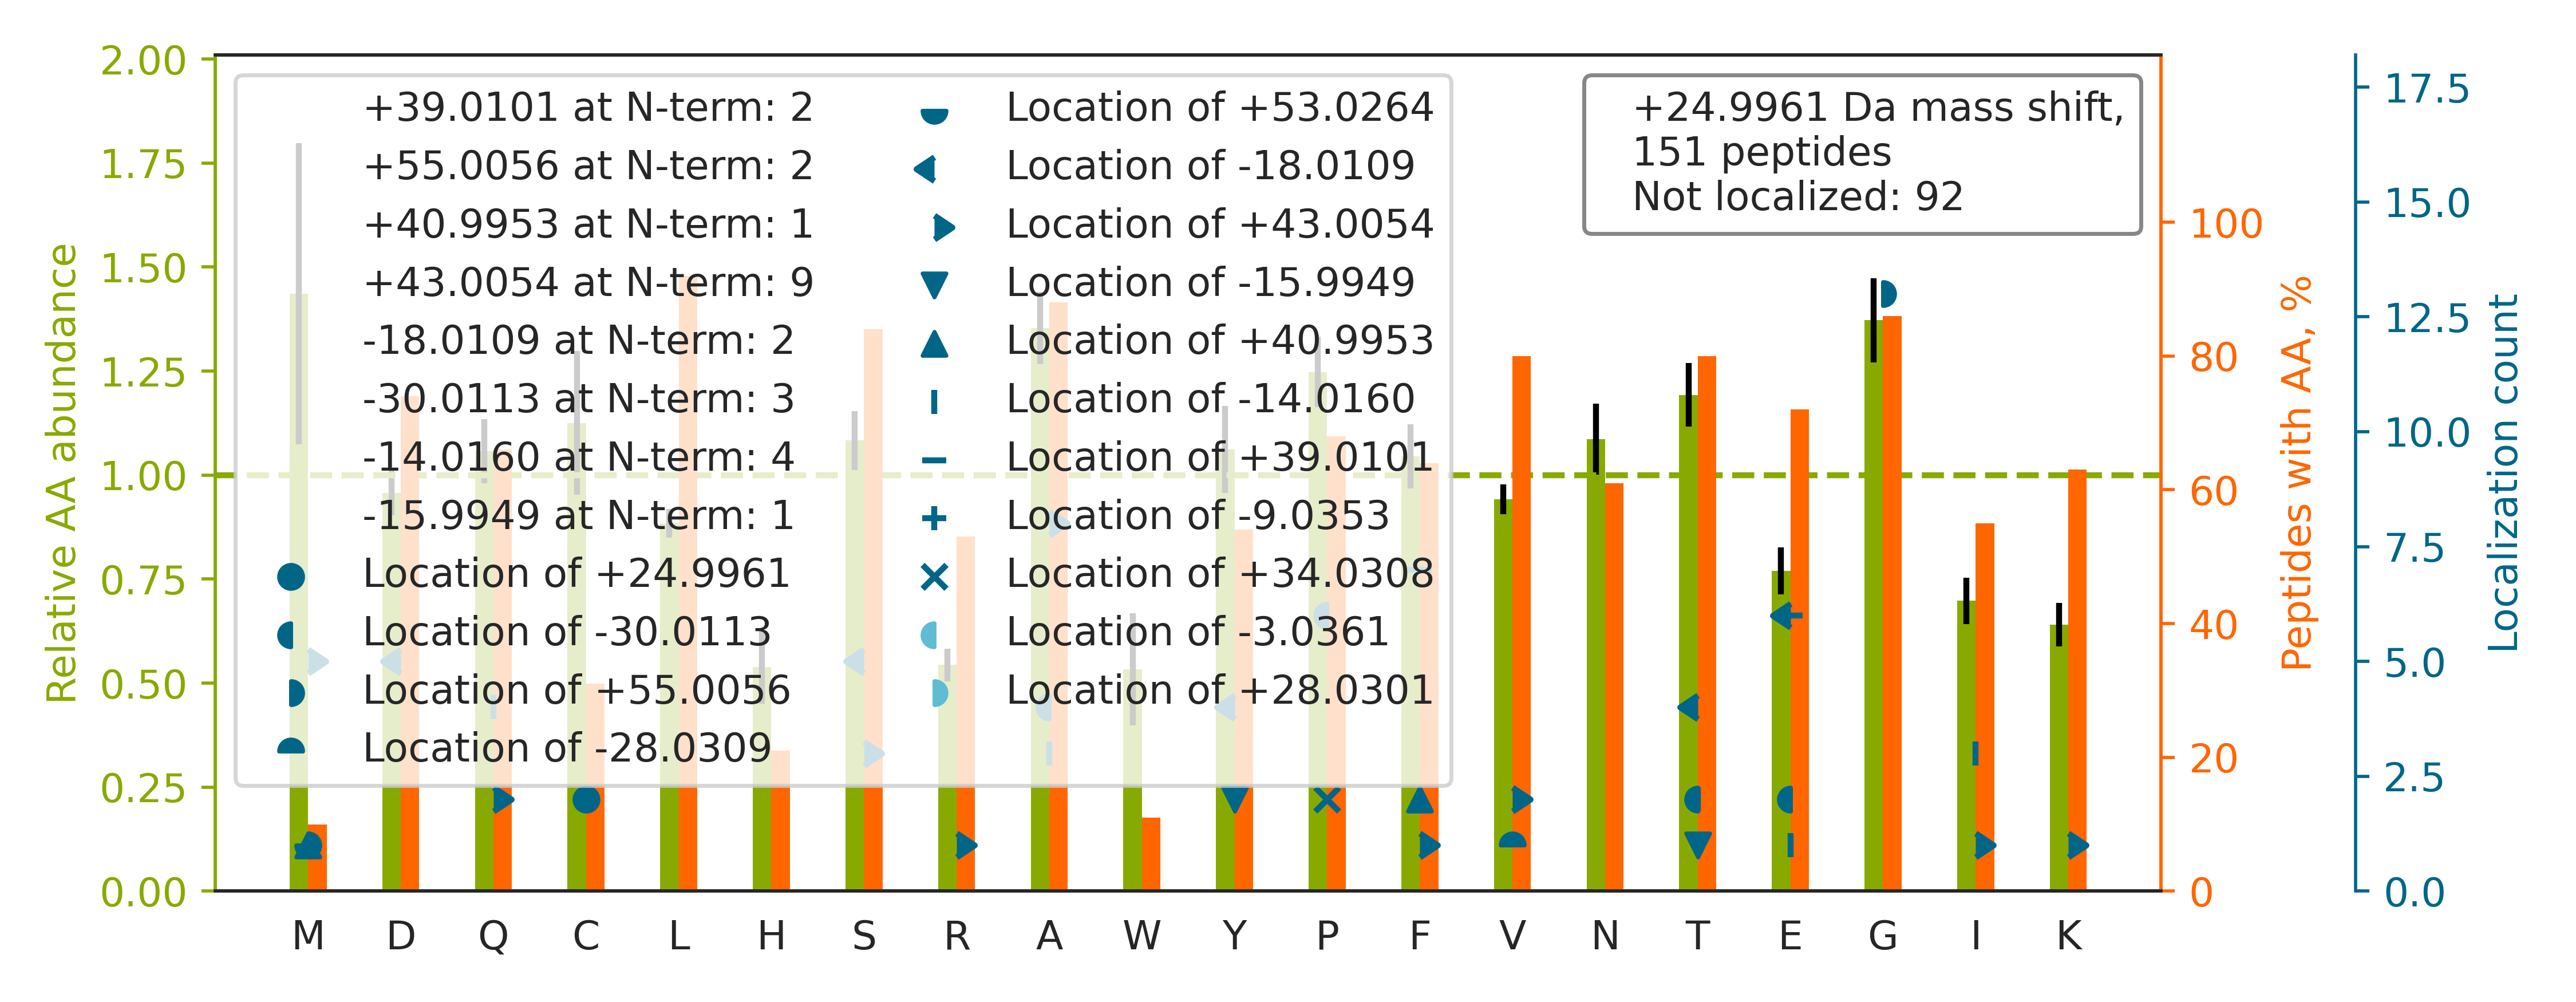 2.00
1.75
1.50
1.25
1.00
0.75
0.50
0.25
0.00
Relative AA abundance
+39.0101 at N-term: 2
+55.0056 at N-term: 2
+40.9953 at N-term: 1
+43.0054 at N-term: 9
-18.0109 at N-term: 2
-30.0113 at N-term: 3
-14.0160 at N-term: 4
-15.9949 at N-term: 1
Location of +24.9961
Location of -30.0113
Location of +55.0056
Location of -28.0309
Location of +53.0264
Location of -18.0109
Location of +43.0054
Location of -15.9949
Location of +40.9953
Location of -14.0160
Location of +39.0101
Location of -9.0353
Location of +34.0308
Location of -3.0361
Location of +28.0301
+24.9961 Da mass shift,
151 peptides
Not localized: 92
100
80
60
40
20
0
Peptides with AA, %
17.5
15.0
12.5
10.0
7.5
5.0
2.5
0.0
Localization count
M D Q C L H S R A W Y P F V N T E G I K